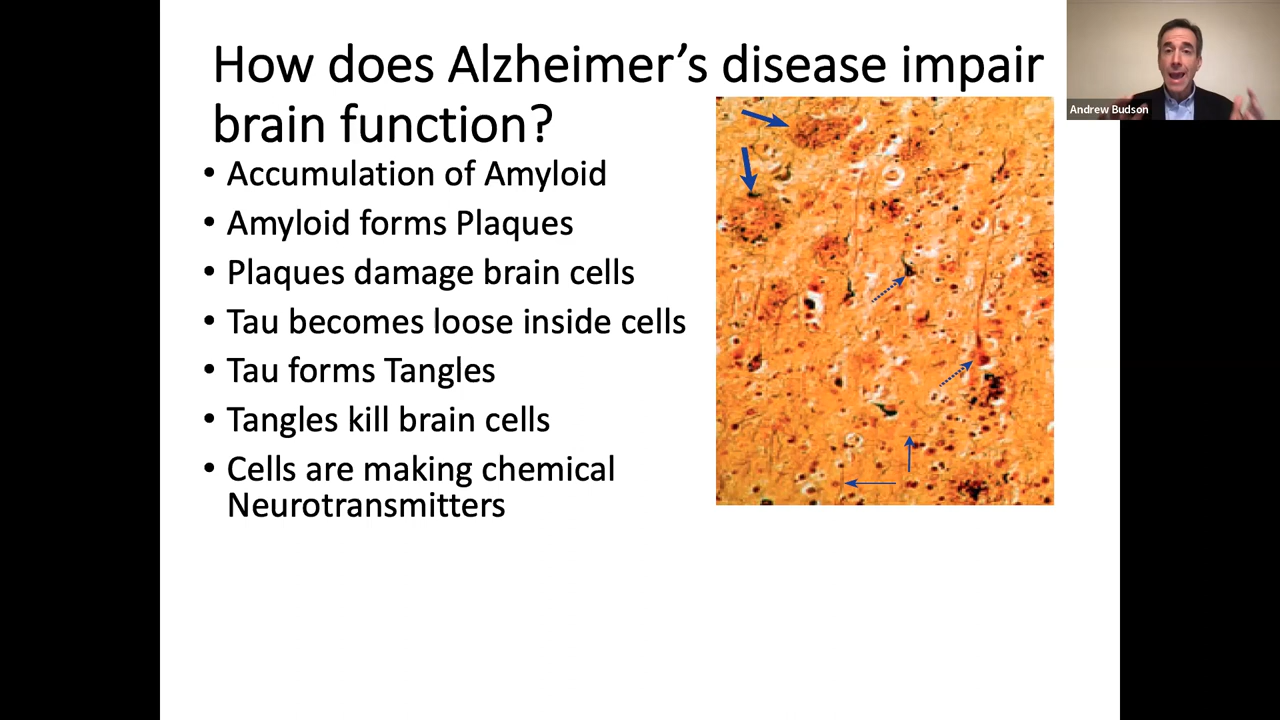 How does Alzheimer’s disease impair
brain function?
• Accumulation of Amyloid
• Amyloid forms Plaques
• Plaques damage brain cells
• Tau becomes loose inside cells
• Tau forms Tangles
• Tangles kill brain cells
• Cells are making chemical
Neurotransmitters
Andrew Budson